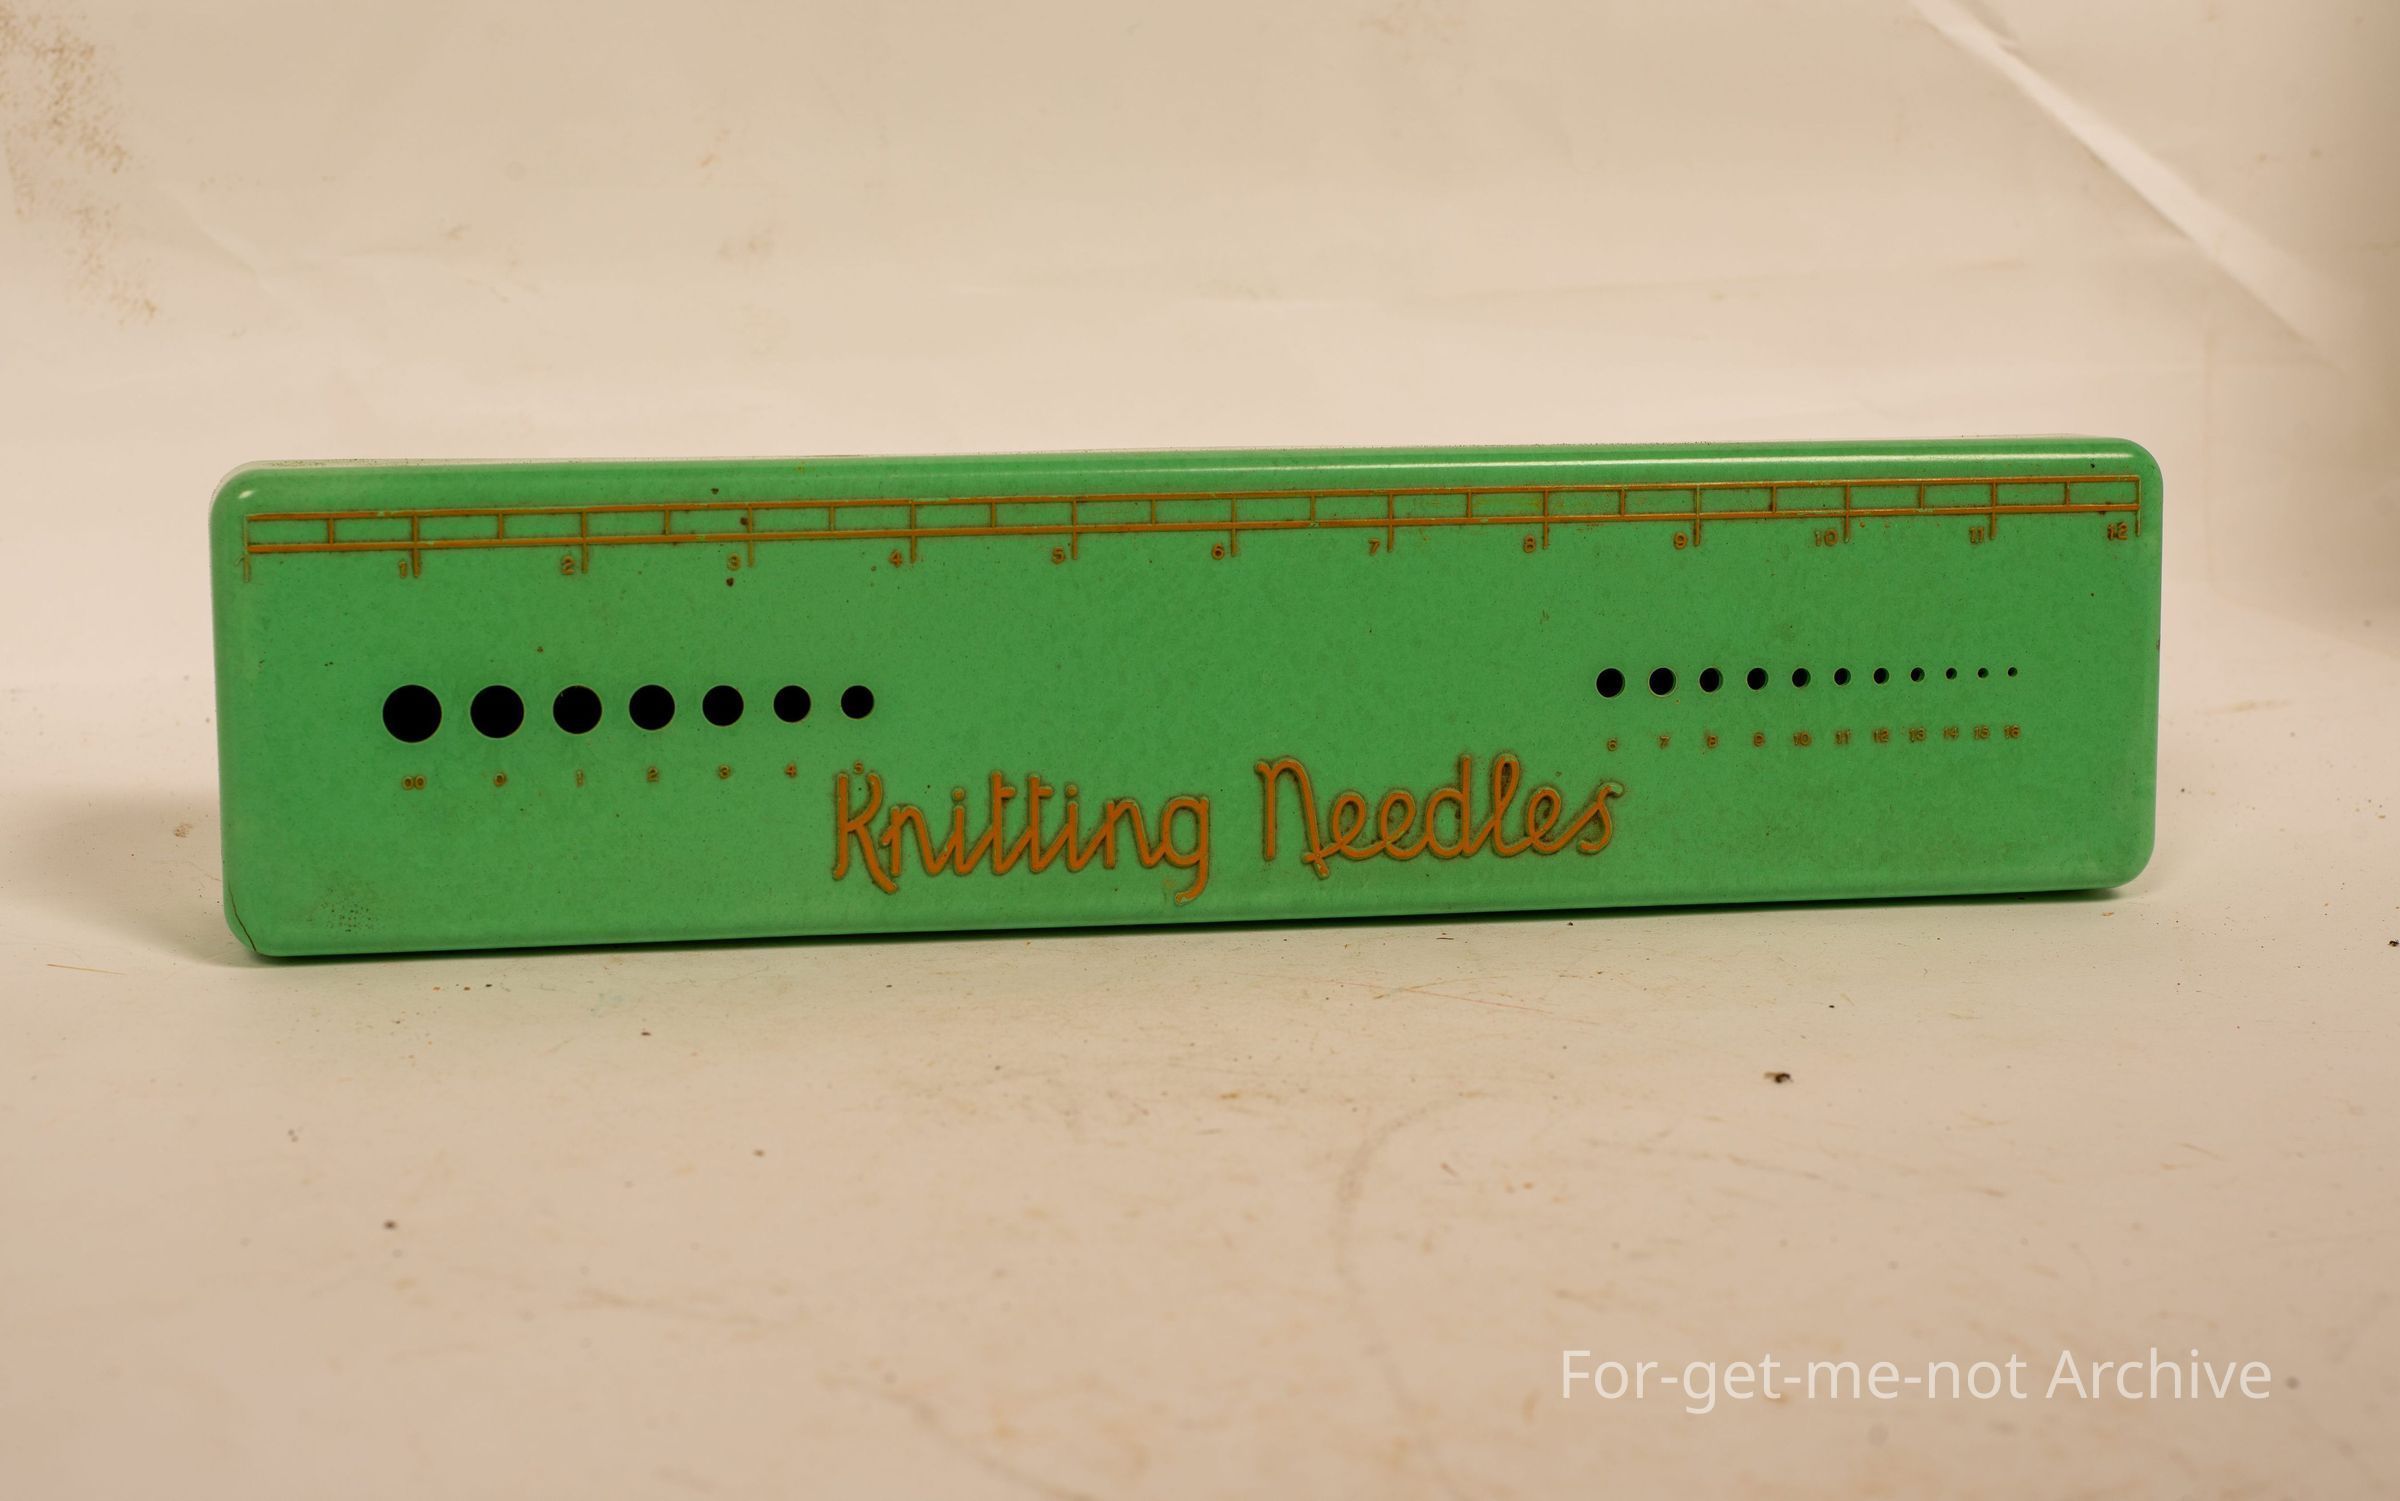 1 2 3 4 5 6 7 8 9 10 11 12
00 0 1 2 3 4 5
6 7 8 9 10 11 12 13 14 15 16
Knitting Needles
For-get-me-not Archive